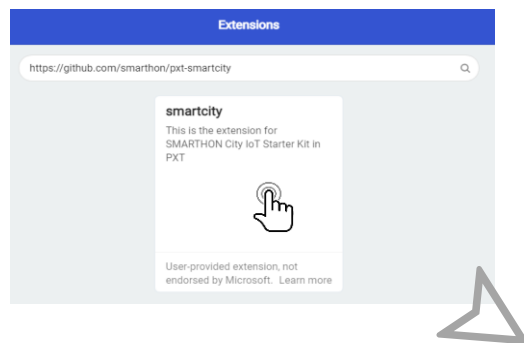 Extensions
https://github.com/smarthon/pxt-smartcity
smartcity
This is the extension for
SMARTHON City IoT Starter Kit in
PXT
User-provided extension, not
endorsed by Microsoft. Learn more